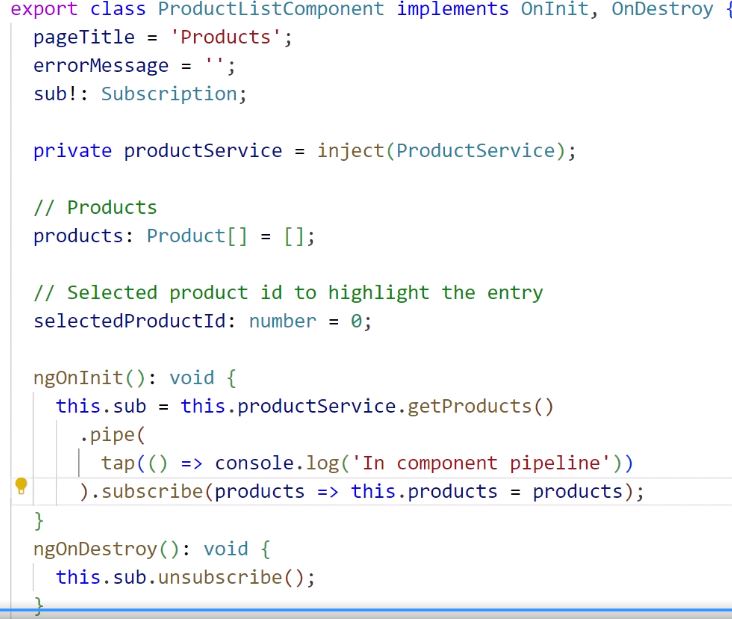 export class ProductListComponent implements OnInit, OnDestroy {
  pageTitle = 'Products';
  errorMessage = '';
  sub!: Subscription;

  private productService = inject(ProductService);

  // Products
  products: Product[] = [];

  // Selected product id to highlight the entry
  selectedProductId: number = 0;

  ngOnInit(): void {
    this.sub = this.productService.getProducts()
      .pipe(
        tap(() => console.log('In component pipeline'))
      ).subscribe(products => this.products = products);
  }
  ngOnDestroy(): void {
    this.sub.unsubscribe();
  }